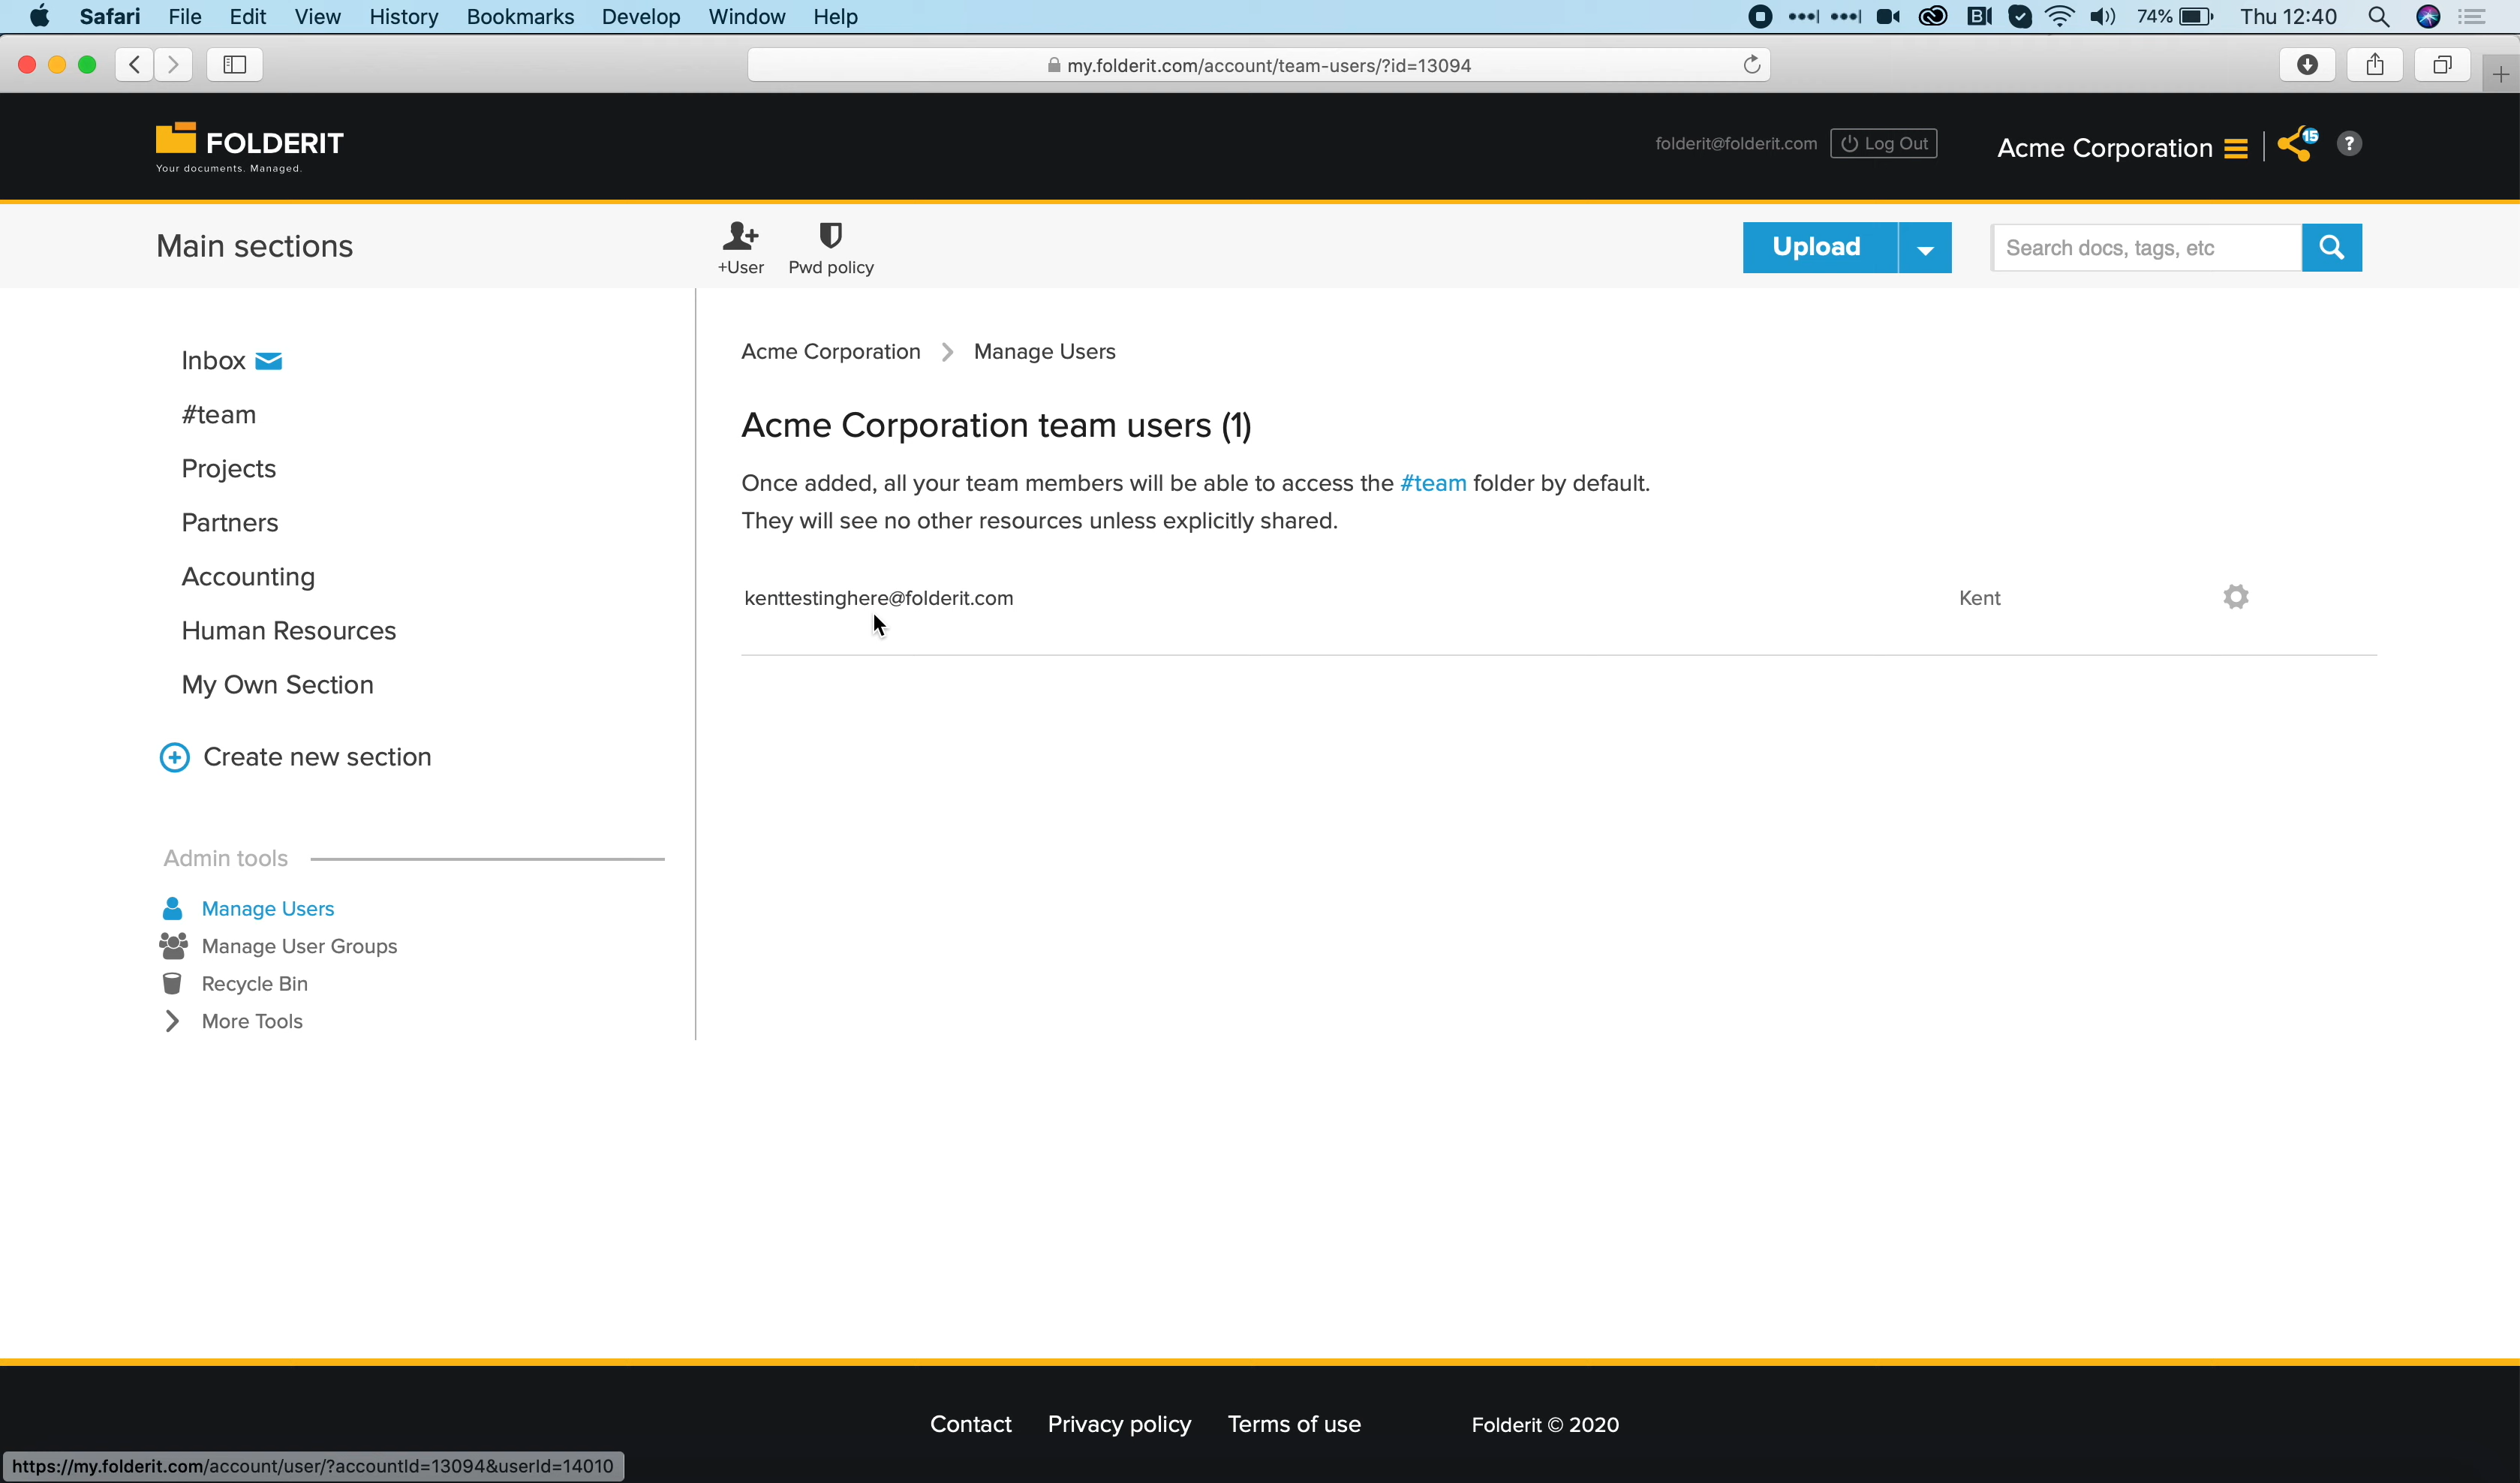 Safari File Edit View History Bookmarks Develop Window Help 74% Thu 12:40
my.folderit.com/account/team-users/?id=13094
FOLDERIT
Your documents. Managed.
folderit@folderit.com Log Out Acme Corporation 15 ?
Main sections +User Pwd policy Upload Search docs, tags, etc
Inbox
#team
Projects
Partners
Accounting
Human Resources
My Own Section
Create new section
Admin tools
Manage Users
Manage User Groups
Recycle Bin
More Tools
Acme Corporation > Manage Users
Acme Corporation team users (1)
Once added, all your team members will be able to access the #team folder by default.
They will see no other resources unless explicitly shared.
kenttestinghere@folderit.com Kent
Contact Privacy policy Terms of use Folderit © 2020
https://my.folderit.com/account/user/?accountId=13094&userId=14010